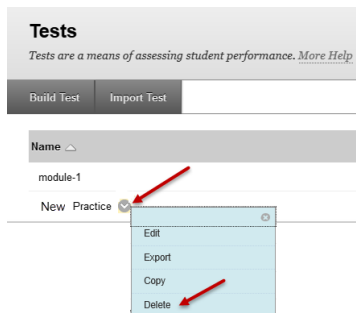 Tests
Tests are a means of assessing student performance. More Help
Build Test Import Test
Name
module-1
New Practice
Edit
Export
Copy
Delete